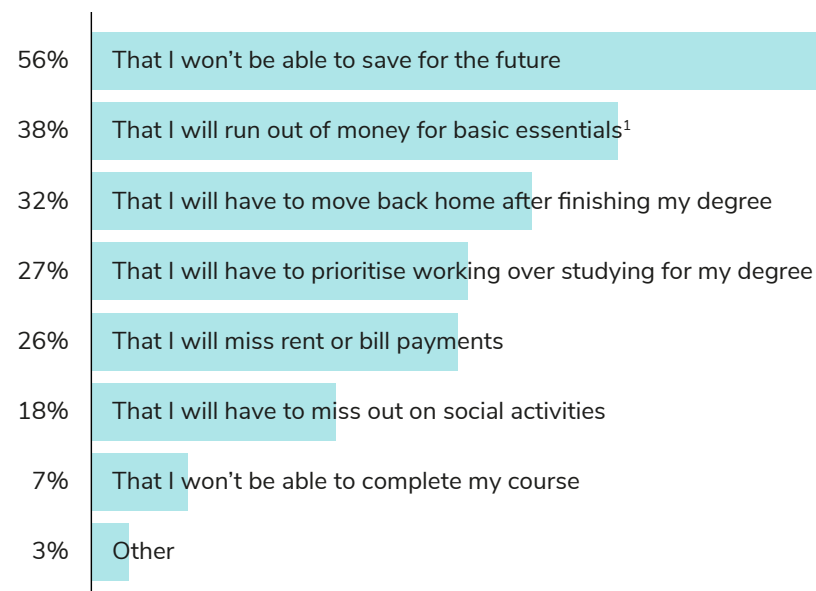 56% That I won’t be able to save for the future
38% That I will run out of money for basic essentials¹
32% That I will have to move back home after finishing my degree
27% That I will have to prioritise working over studying for my degree
26% That I will miss rent or bill payments
18% That I will have to miss out on social activities
7% That I won’t be able to complete my course
3% Other